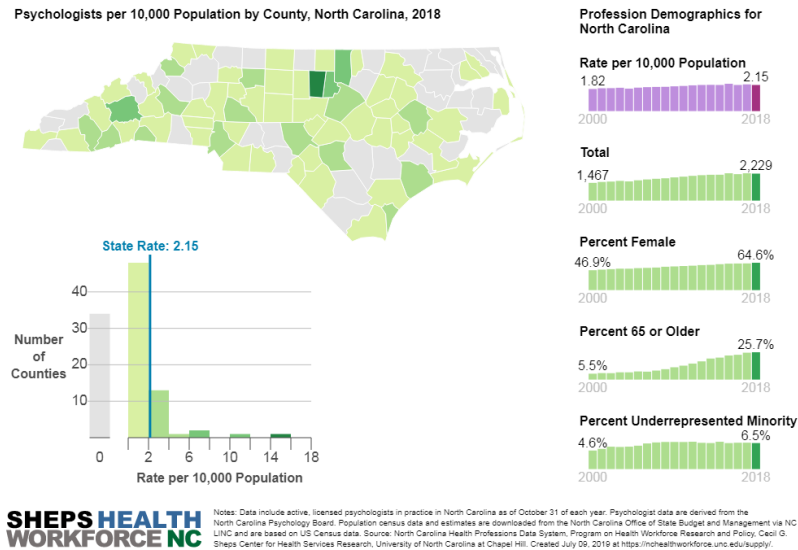 Psychologists per 10,000 Population by County, North Carolina, 2018
Profession Demographics for
North Carolina
Rate per 10,000 Population
1.82
2.15
2000
2018
Total
1,467
2,229
2000
2018
Percent Female
46.9%
64.6%
2000
2018
Percent 65 or Older
5.5%
25.7%
2000
2018
Percent Underrepresented Minority
4.6%
6.5%
2000
2018
State Rate: 2.15
40
30
20
10
Number
of
Counties
0
2
6
10
14
18
Rate per 10,000 Population
SHEPS HEALTH
WORKFORCE NC
Notes: Data include active, licensed psychologists in practice in North Carolina as of October 31 of each year. Psychologist data are derived from the
North Carolina Psychology Board. Population census data and estimates are downloaded from the North Carolina Office of State Budget and Management via NC
LINC and are based on US Census data. Source: North Carolina Health Professions Data System, Program on Health Workforce Research and Policy, Cecil G.
Sheps Center for Health Services Research, University of North Carolina at Chapel Hill. Created July 09, 2019 at https://nchealthworkforce.unc.edu/supply/.